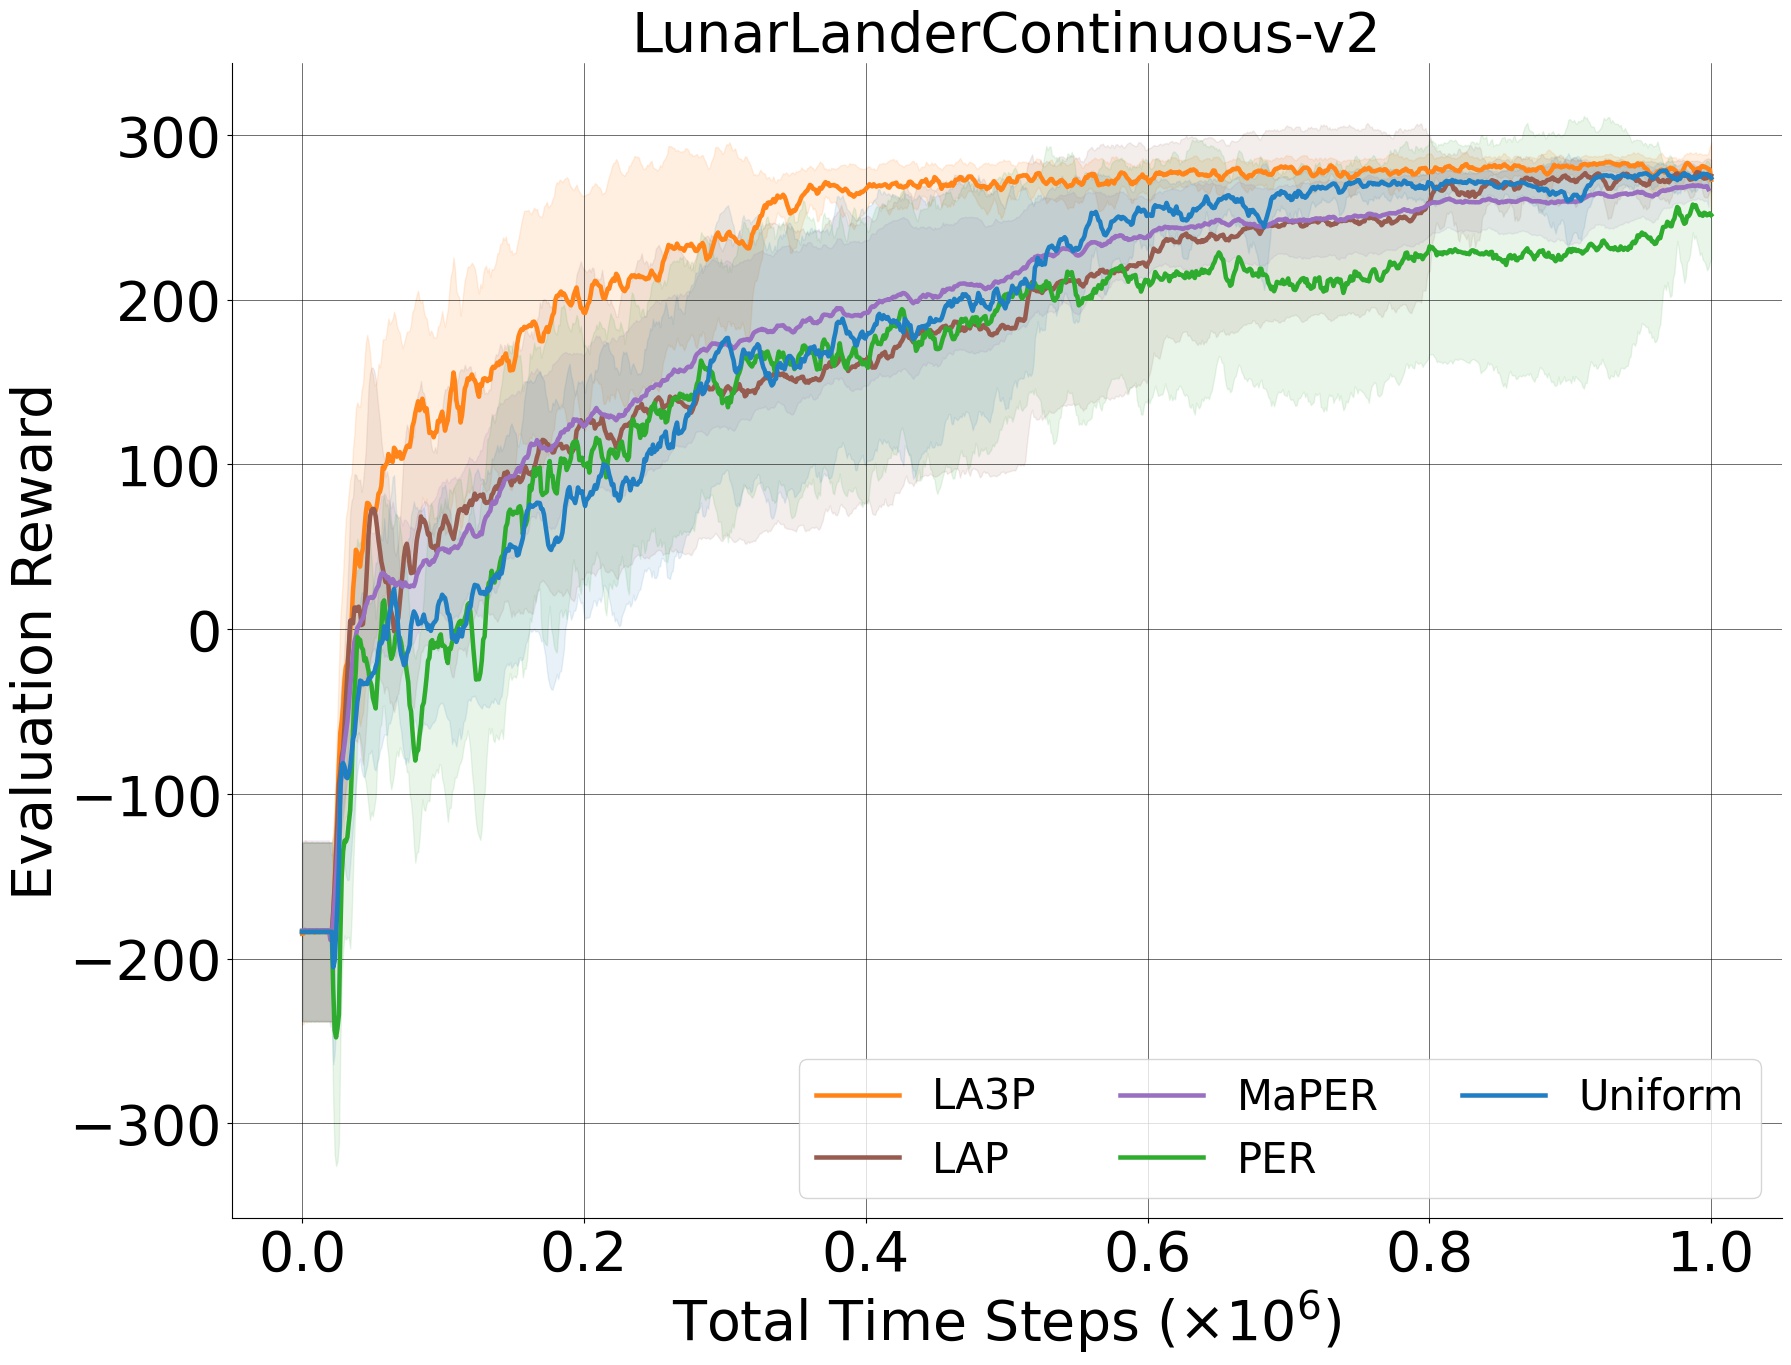 LunarLanderContinuous-v2
Evaluation Reward
300
200
100
0
−100
−200
−300
0.0 0.2 0.4 0.6 0.8 1.0
Total Time Steps (×10⁶)
LA3P MaPER Uniform
LAP PER